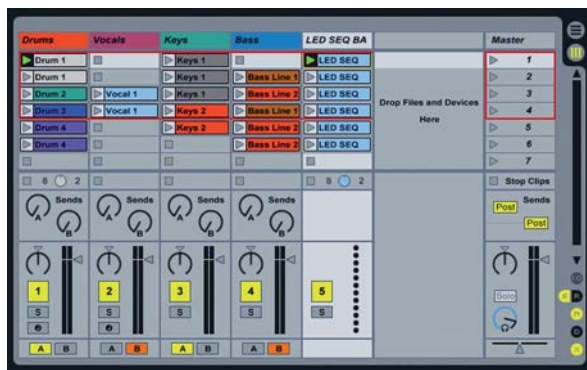 Drums Vocals Keys Bass LED SEQ BA Master
Drum 1 Keys 1 LED SEQ 1
Drum 1 Keys 1 Bass Line 1 LED SEQ 2
Drum 2 Vocal 1 Keys 1 Bass Line 2 LED SEQ 3
Drum 3 Vocal 1 Keys 2 Bass Line 1 LED SEQ 4
Drum 4 Keys 2 Bass Line 2 LED SEQ 5
Drum 4 Bass Line 2 LED SEQ 6
7
Drop Files and Devices
Here
8 2 8 2 Stop Clips
Sends Sends Sends Sends Sends
A A A A Post
B B B B Post
1 2 3 4 5 Solo
S S S S S
A B A B A B A B